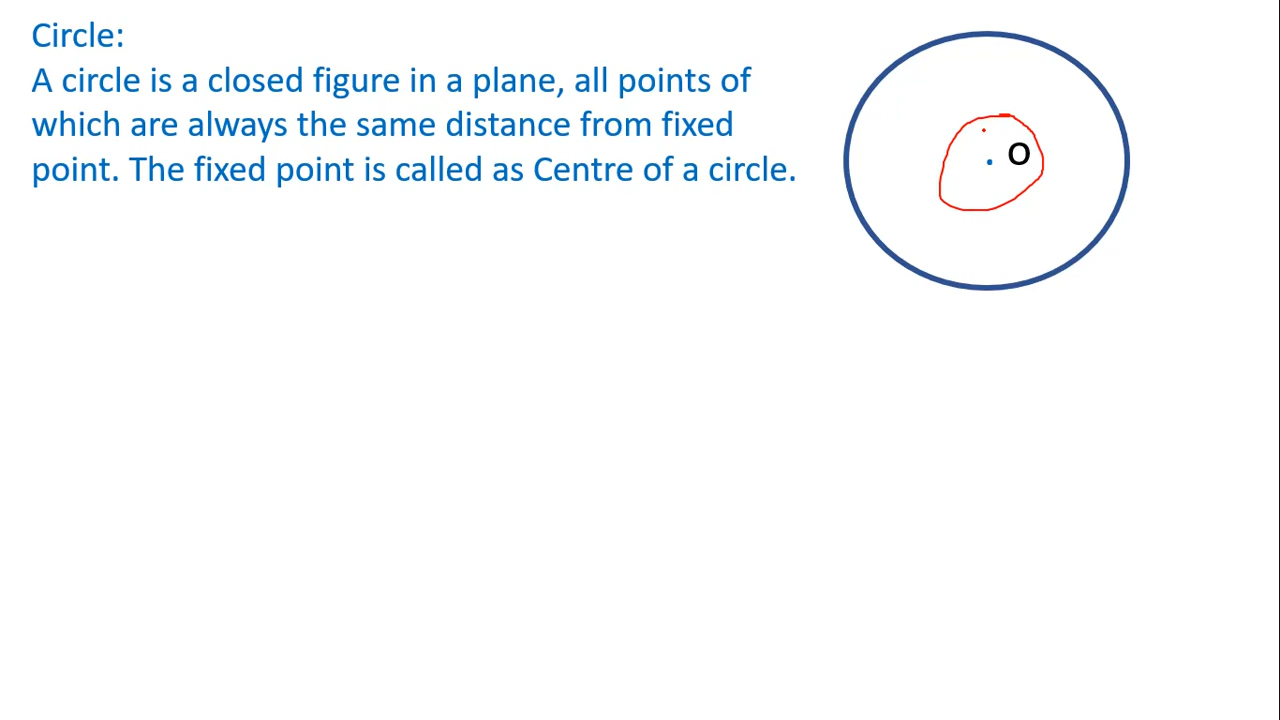 Circle:
A circle is a closed figure in a plane, all points of
which are always the same distance from fixed
point. The fixed point is called as Centre of a circle.
O